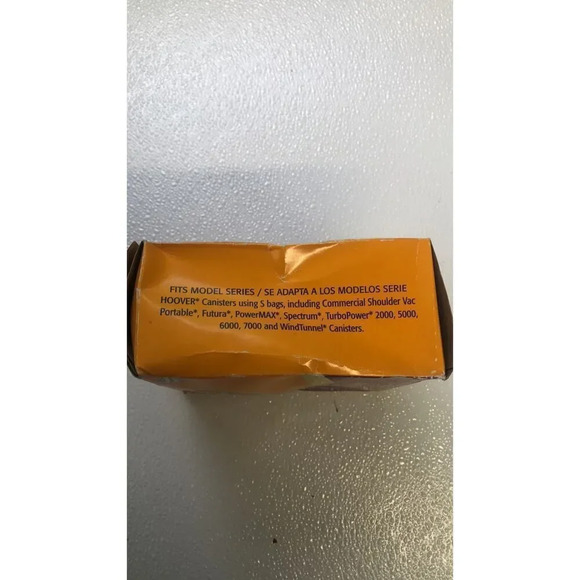 FITS MODEL SERIES / SE ADAPTA A LOS MODELOS SERIE
HOOVER* Canisters using S bags, including Commercial Shoulder Vac
Portable*, Futura*, PowerMAX*, Spectrum*, TurboPower* 2000, 5000,
6000, 7000 and WindTunnel* Canisters.